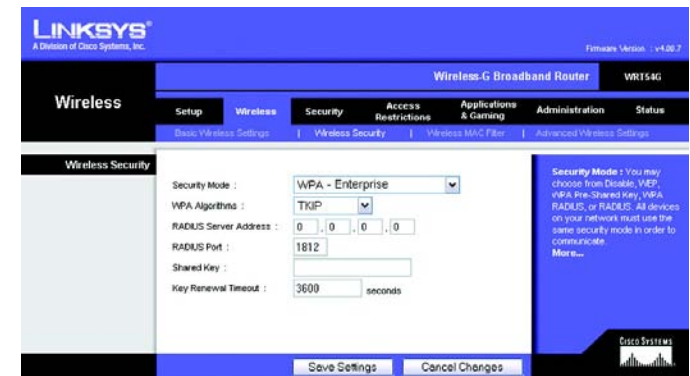 LINKSYS®
A Division of Cisco Systems, Inc.
Firmware Version : v4.00.7
Wireless-G Broadband Router WRT54G
Wireless
Setup Wireless Security Access Restrictions Applications & Gaming Administration Status
Basic Wireless Settings | Wireless Security | Wireless MAC Filter | Advanced Wireless Settings
Wireless Security
Security Mode : WPA - Enterprise
WPA Algorithms : TKIP
RADIUS Server Address : 0 . 0 . 0 . 0
RADIUS Port : 1812
Shared Key :
Key Renewal Timeout : 3600 seconds
Security Mode : You may
choose from Disable, WEP,
WPA Pre-Shared Key, WPA
RADIUS, or RADIUS. All devices
on your network must use the
same security mode in order to
communicate.
More...
CISCO SYSTEMS
Save Settings Cancel Changes